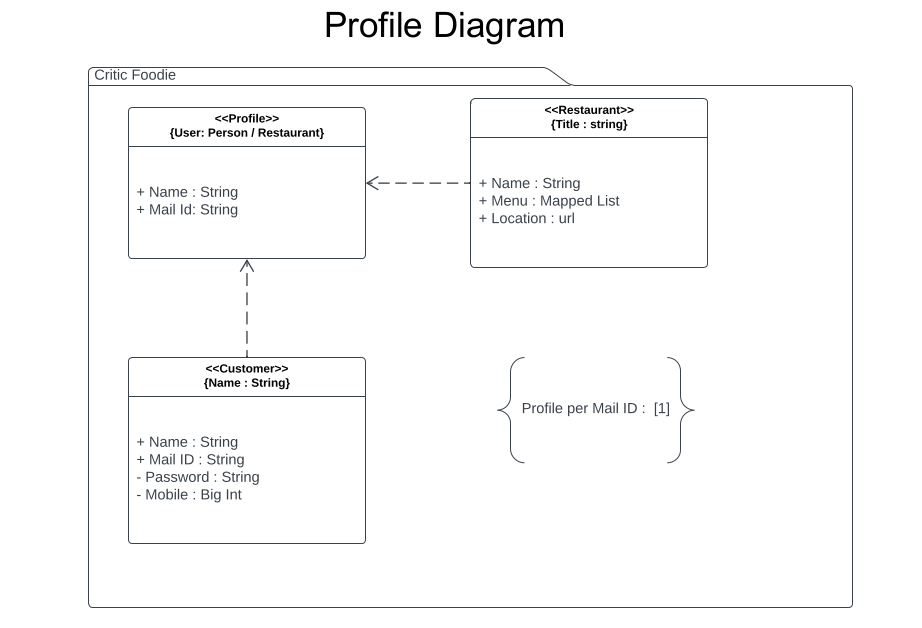 Profile Diagram
Critic Foodie
<<Profile>>
{User: Person / Restaurant}
+ Name : String
+ Mail Id: String
<<Restaurant>>
{Title : string}
+ Name : String
+ Menu : Mapped List
+ Location : url
<<Customer>>
{Name : String}
+ Name : String
+ Mail ID : String
- Password : String
- Mobile : Big Int
Profile per Mail ID :  [1]